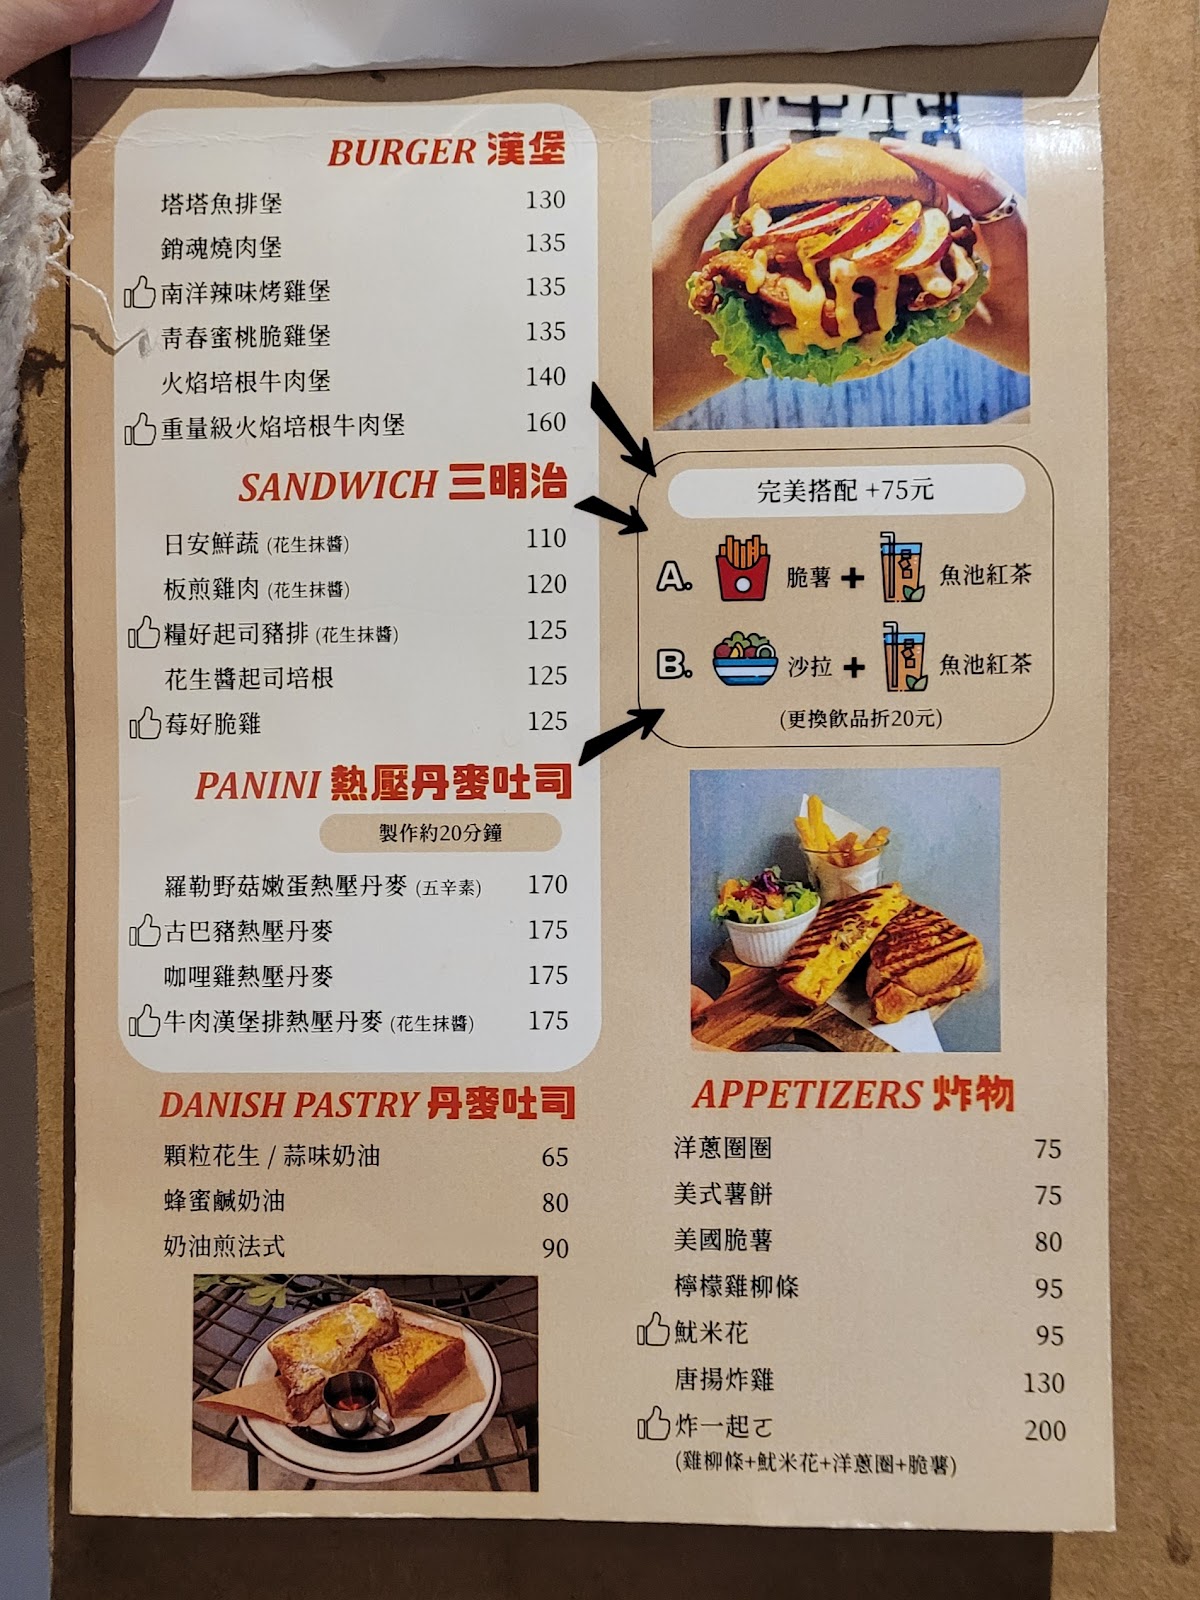 BURGER 漢堡
塔塔魚排堡 130
銷魂燒肉堡 135
南洋辣味烤雞堡 135
青春蜜桃脆雞堡 135
火焰培根牛肉堡 140
重量級火焰培根牛肉堡 160
SANDWICH 三明治
日安鮮蔬 (花生抹醬) 110
板煎雞肉 (花生抹醬) 120
糧好起司豬排 (花生抹醬) 125
花生醬起司培根 125
莓好脆雞 125
PANINI 熱壓丹麥吐司
製作約20分鐘
羅勒野菇嫩蛋熱壓丹麥 (五辛素) 170
古巴豬熱壓丹麥 175
咖哩雞熱壓丹麥 175
牛肉漢堡排熱壓丹麥 (花生抹醬) 175
DANISH PASTRY 丹麥吐司
顆粒花生 / 蒜味奶油 65
蜂蜜鹹奶油 80
奶油煎法式 90
完美搭配 +75元
A. 脆薯 + 魚池紅茶
B. 沙拉 + 魚池紅茶
(更換飲品折20元)
APPETIZERS 炸物
洋蔥圈圈 75
美式薯餅 75
美國脆薯 80
檸檬雞柳條 95
魷米花 95
唐揚炸雞 130
炸一起ㄛ 200
(雞柳條+魷米花+洋蔥圈+脆薯)